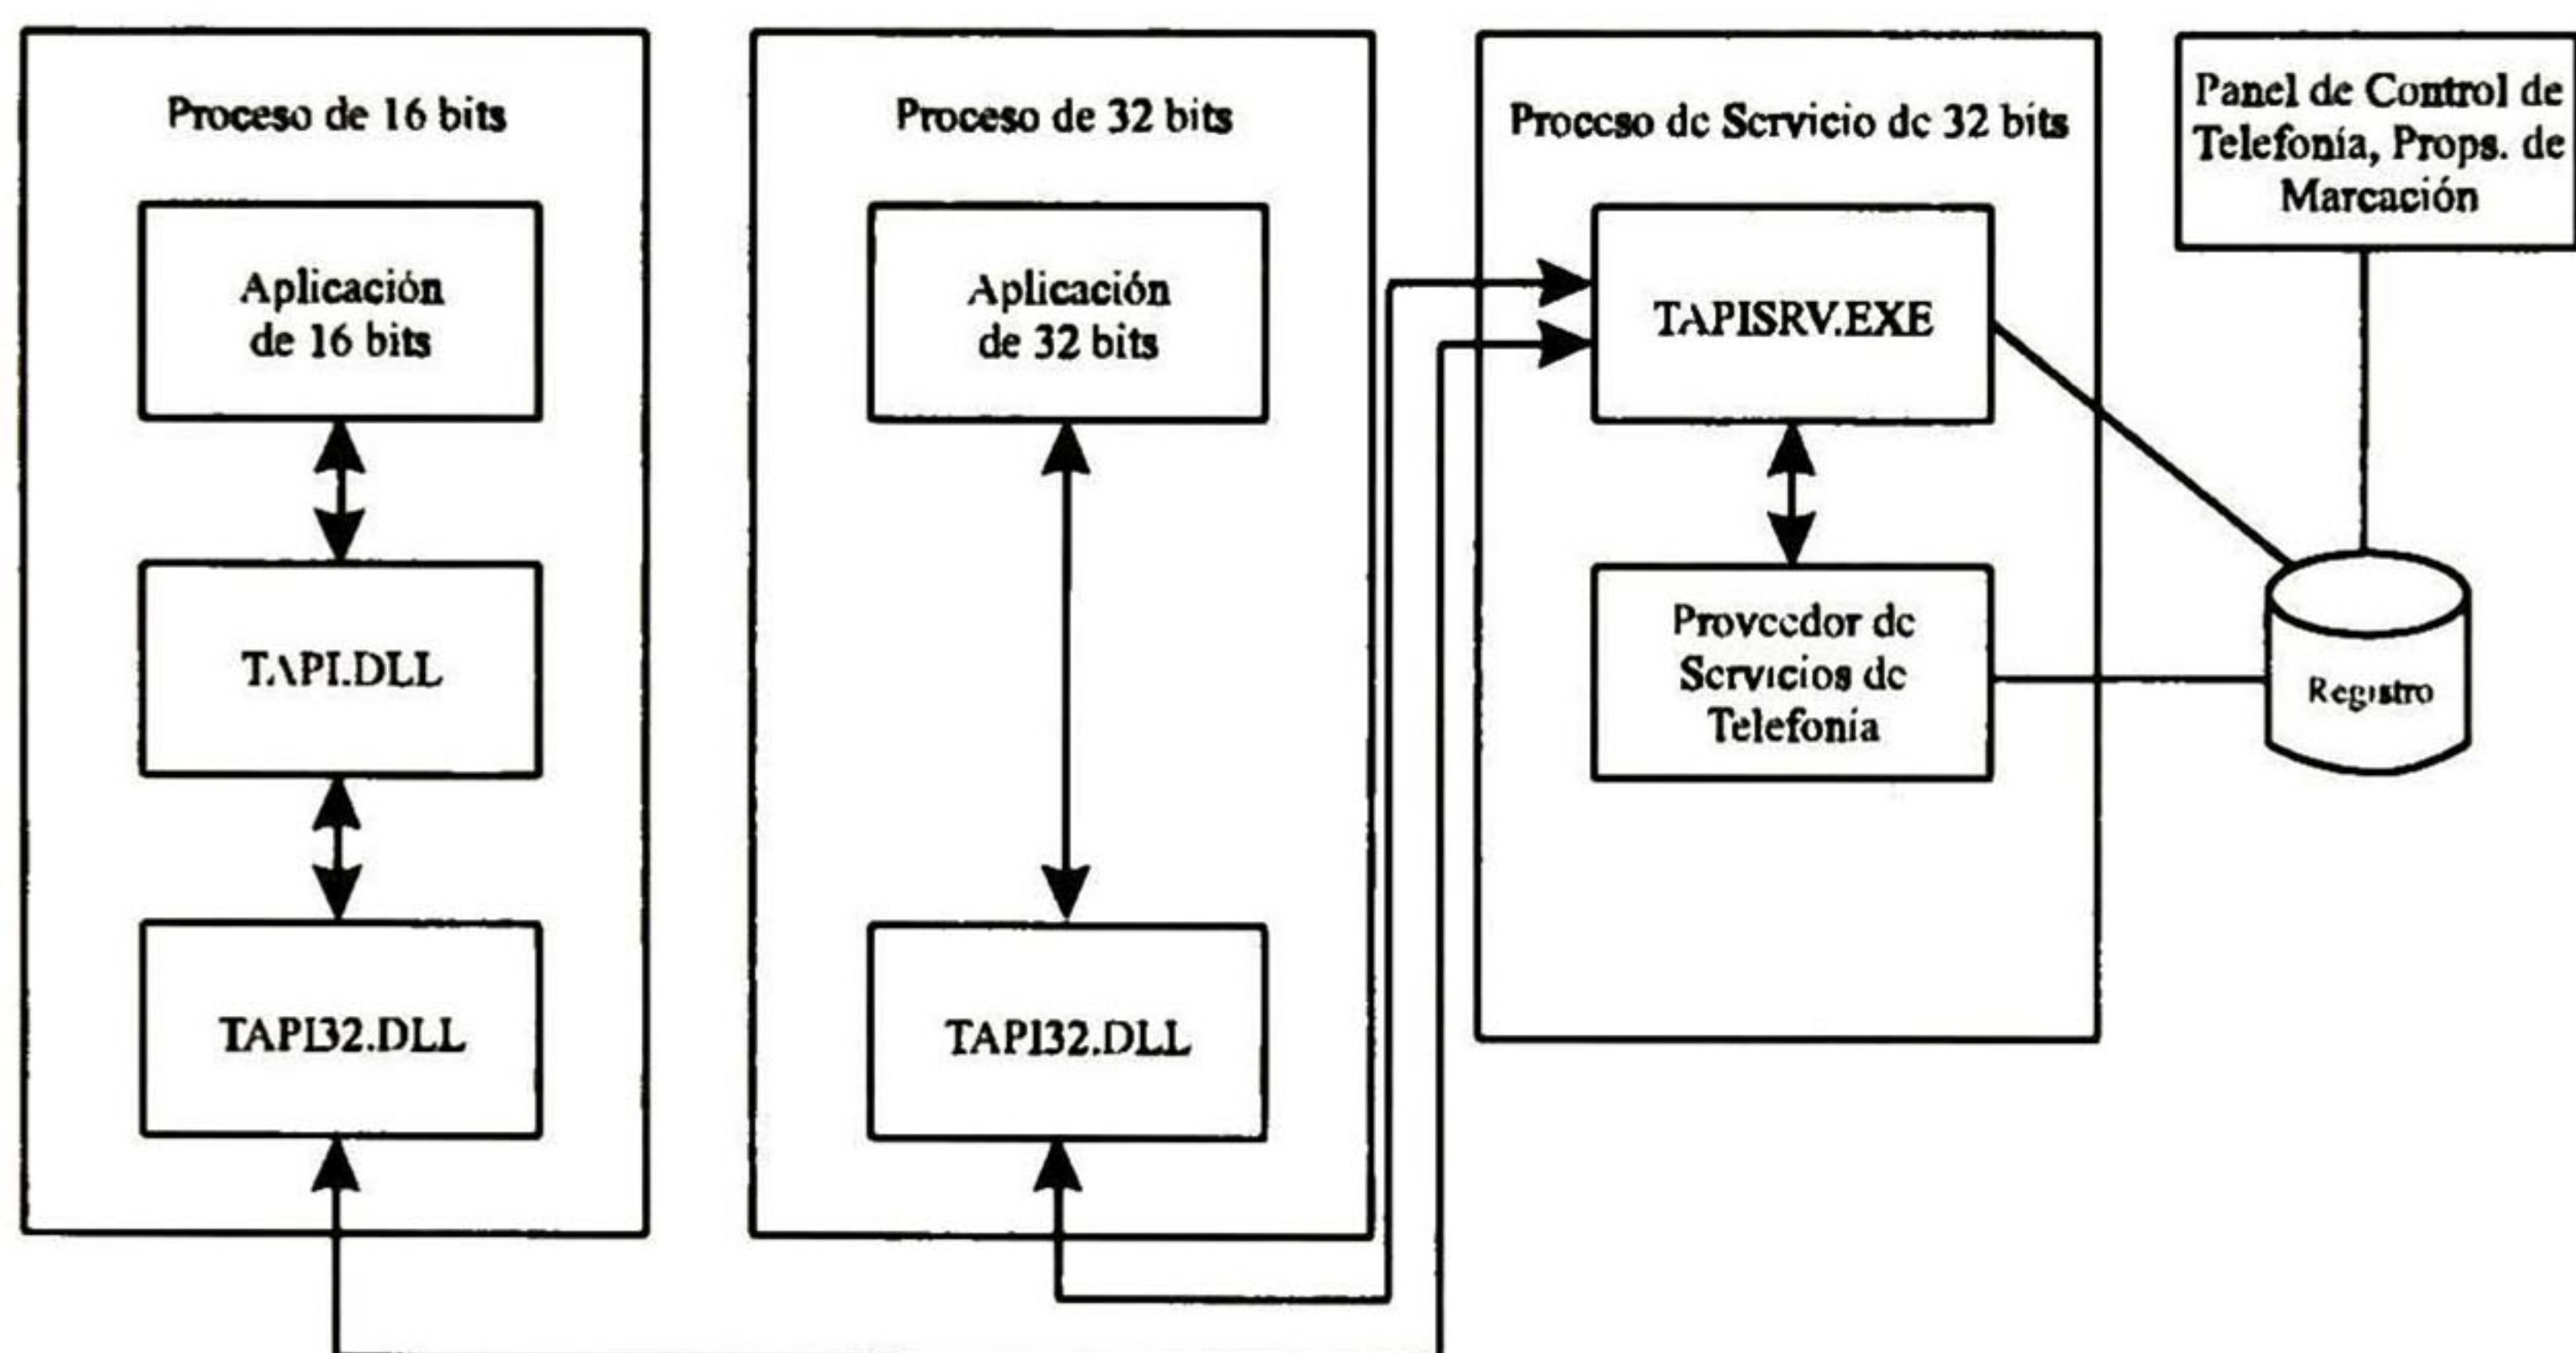 Proceso de 16 bits
Aplicación
de 16 bits
TAPI.DLL
TAPI32.DLL
Proceso de 32 bits
Aplicación
de 32 bits
TAPI32.DLL
Proceso de Servicio de 32 bits
TAPISRV.EXE
Proveedor de
Servicios de
Telefonía
Panel de Control de
Telefonía, Props. de
Marcación
Registro